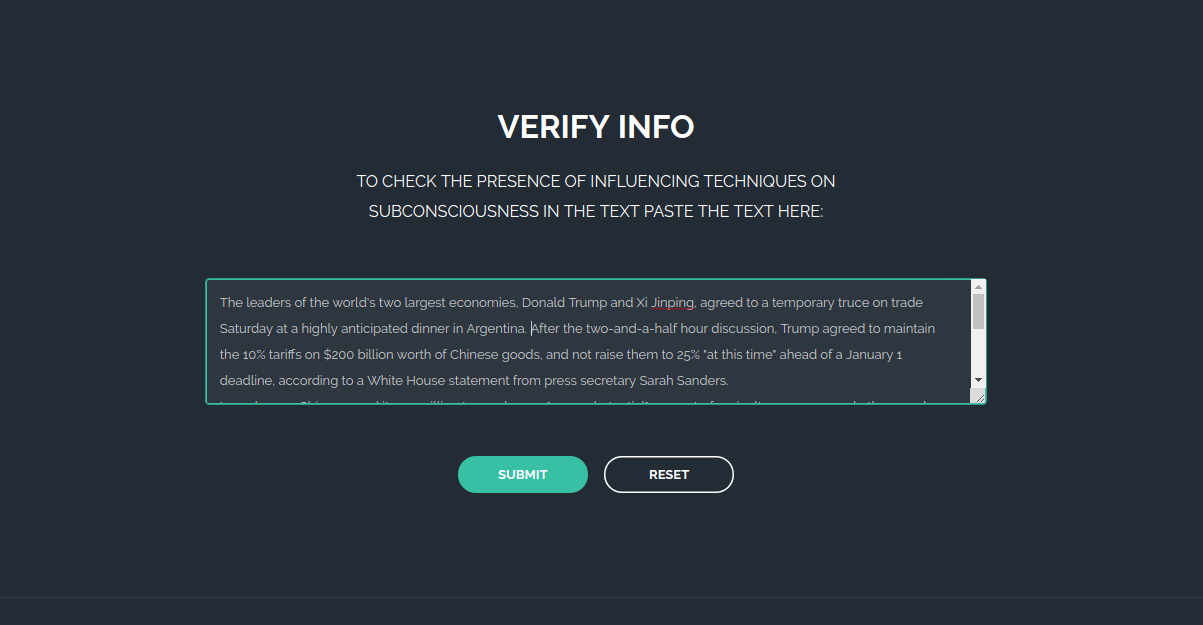 VERIFY INFO
TO CHECK THE PRESENCE OF INFLUENCING TECHNIQUES ON
SUBCONSCIOUSNESS IN THE TEXT PASTE THE TEXT HERE:
The leaders of the world's two largest economies, Donald Trump and Xi Jinping, agreed to a temporary truce on trade
Saturday at a highly anticipated dinner in Argentina. After the two-and-a-half hour discussion, Trump agreed to maintain
the 10% tariffs on $200 billion worth of Chinese goods, and not raise them to 25% "at this time" ahead of a January 1
deadline, according to a White House statement from press secretary Sarah Sanders.
SUBMIT
RESET